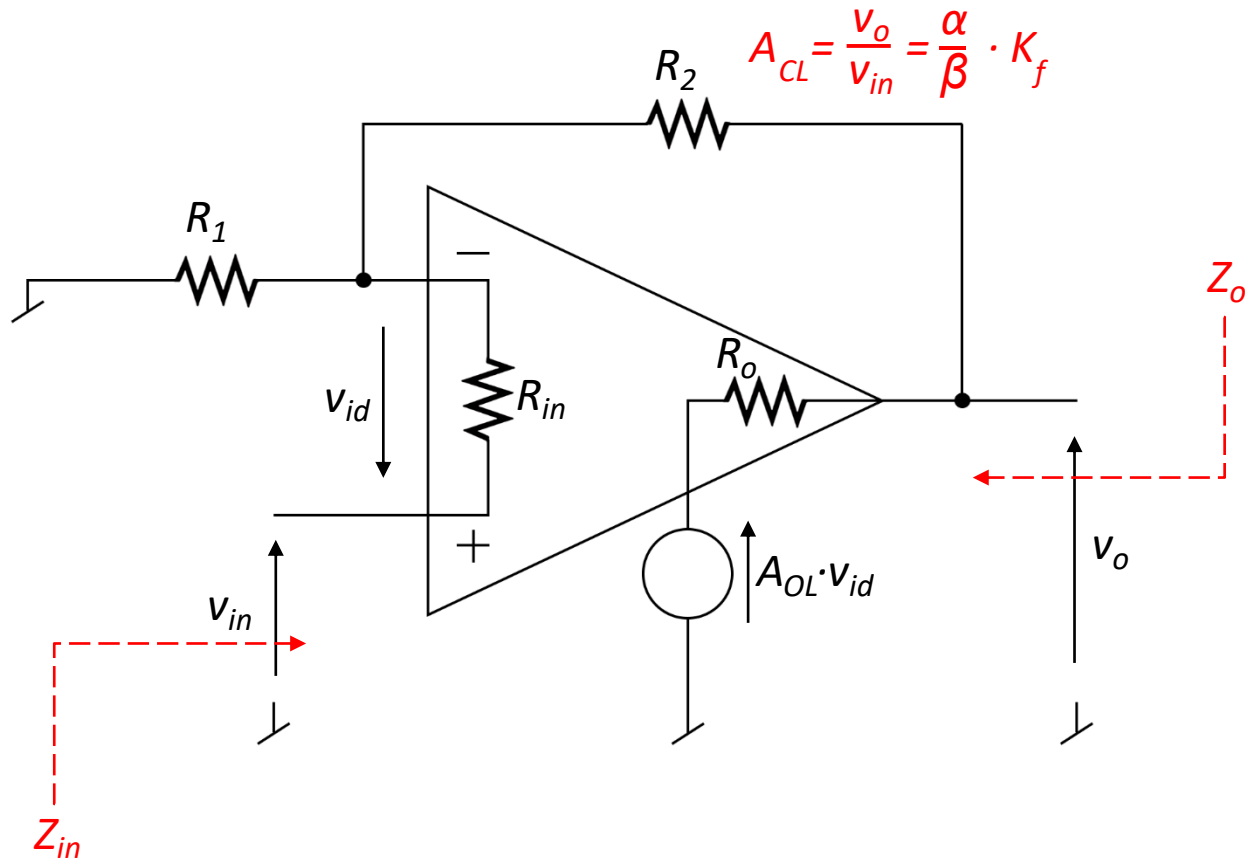 A_CL = v_o / v_in = α / β · K_f
R_2
R_1
−
Z_o
R_o
v_id
R_in
+
v_in
A_OL·v_id
v_o
Z_in